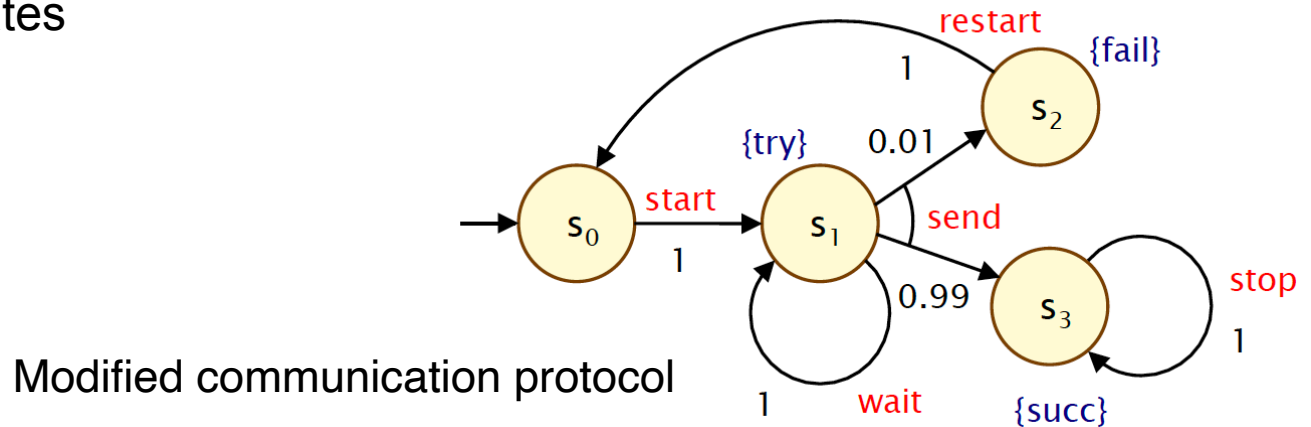 tes
restart
1
{fail}
s2
{try}
0.01
start
send
s0
s1
1
stop
0.99
s3
1
Modified communication protocol
1
wait
{succ}